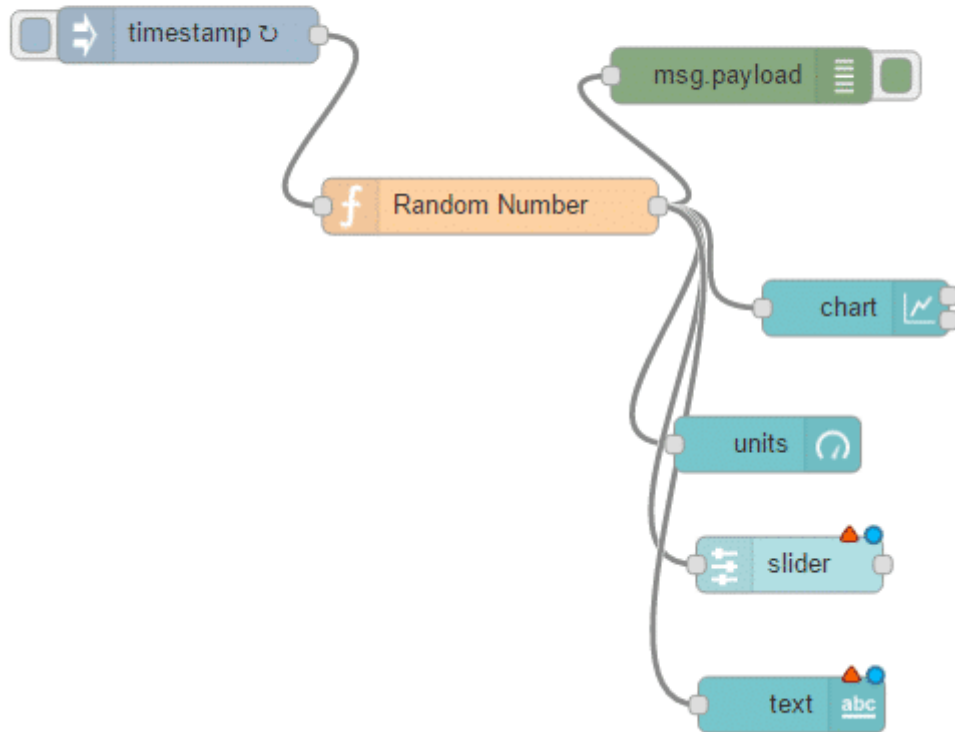 timestamp ↻
msg.payload
Random Number
chart
units
slider
text
abc